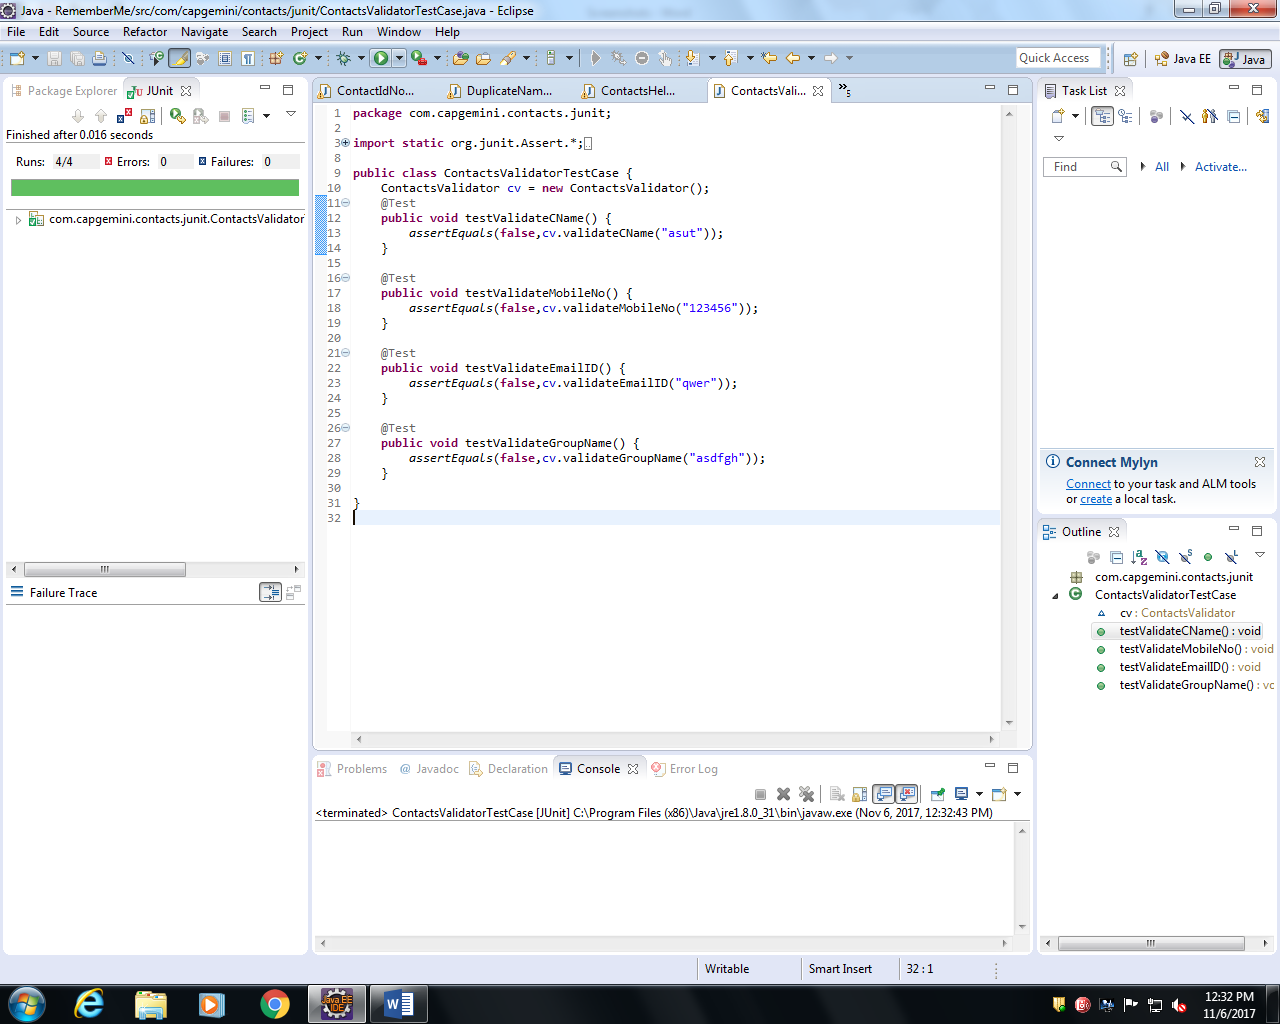 Java - RememberMe/src/com/capgemini/contacts/junit/ContactsValidatorTestCase.java - Eclipse
File Edit Source Refactor Navigate Search Project Run Window Help
Quick Access
Java EE
Java
Package Explorer
JUnit
Finished after 0.016 seconds
Runs: 4/4 Errors: 0 Failures: 0
com.capgemini.contacts.junit.ContactsValidator
Failure Trace
ContactIdNo...
DuplicateNam...
ContactsHel...
ContactsVali...
»5
1 package com.capgemini.contacts.junit;
2
3 import static org.junit.Assert.*;
8
9 public class ContactsValidatorTestCase {
10 ContactsValidator cv = new ContactsValidator();
11 @Test
12 public void testValidateCName() {
13 assertEquals(false,cv.validateCName("asut"));
14 }
15
16 @Test
17 public void testValidateMobileNo() {
18 assertEquals(false,cv.validateMobileNo("123456"));
19 }
20
21 @Test
22 public void testValidateEmailID() {
23 assertEquals(false,cv.validateEmailID("qwer"));
24 }
25
26 @Test
27 public void testValidateGroupName() {
28 assertEquals(false,cv.validateGroupName("asdfgh"));
29 }
30
31 }
32
Task List
Find
All
Activate...
Connect Mylyn
Connect to your task and ALM tools
or create a local task.
Outline
com.capgemini.contacts.junit
ContactsValidatorTestCase
cv : ContactsValidator
testValidateCName() : void
testValidateMobileNo() : void
testValidateEmailID() : void
testValidateGroupName() : vc
Problems
@ Javadoc
Declaration
Console
Error Log
<terminated> ContactsValidatorTestCase [JUnit] C:\Program Files (x86)\Java\jre1.8.0_31\bin\javaw.exe (Nov 6, 2017, 12:32:43 PM)
Writable
Smart Insert
32 : 1
Java EE
IDE
12:32 PM
11/6/2017